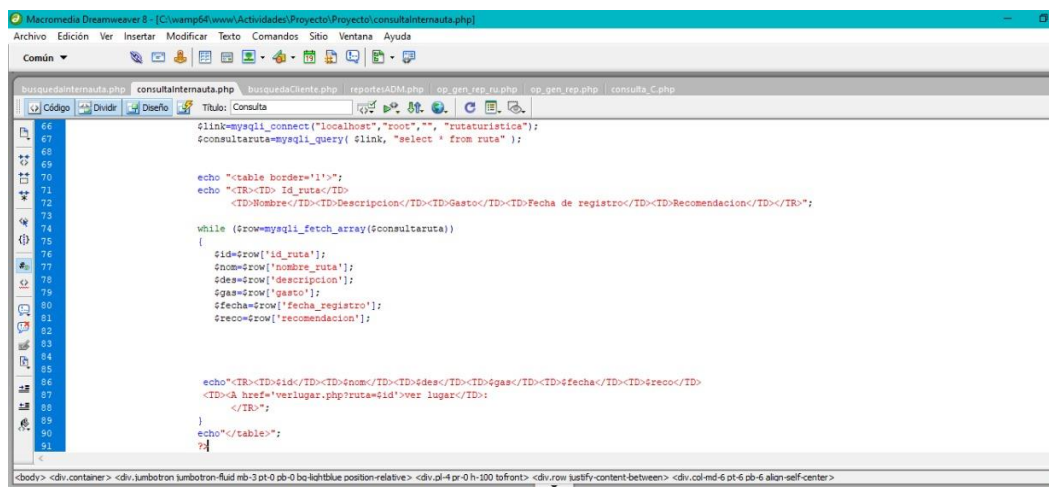 Macromedia Dreamweaver 8 - [C:\wamp64\www\Actividades\Proyecto\Proyecto\consultaInternauta.php]
Archivo Edición Ver Insertar Modificar Texto Comandos Sitio Ventana Ayuda
Común
busquedaInternauta.php consultaInternauta.php busquedaCliente.php reportesADM.php op_gen_rep_ru.php op_gen_rep.php consulta_C.php
Código Dividir Diseño Título: Consulta
66 $link=mysqli_connect("localhost","root","", "rutaturistica");
67 $consultaruta=mysqli_query( $link, "select * from ruta" );
68
69
70 echo "<table border='1'>";
71 echo "<TR><TD> Id_ruta</TD>
72 <TD>Nombre</TD><TD>Descripcion</TD><TD>Gasto</TD><TD>Fecha de registro</TD><TD>Recomendacion</TD></TR>";
73
74 while ($row=mysqli_fetch_array($consultaruta))
75 {
76 $id=$row['id_ruta'];
77 $nom=$row['nombre_ruta'];
78 $des=$row['descripcion'];
79 $gas=$row['gasto'];
80 $fecha=$row['fecha_registro'];
81 $reco=$row['recomendacion'];
82
83
84
85
86 echo"<TR><TD>$id</TD><TD>$nom</TD><TD>$des</TD><TD>$gas</TD><TD>$fecha</TD><TD>$reco</TD>
87 <TD><A href='verlugar.php?ruta=$id'>ver lugar</TD>:
88 </TR>";
89 }
90 echo"</table>";
91 ?>
<body> <div.container> <div.jumbotron jumbotron-fluid mb-3 pt-0 pb-0 bg-lightblue position-relative> <div.pl-4 pr-0 h-100 tofront> <div.row justify-content-between> <div.col-md-6 pt-6 pb-6 align-self-center>